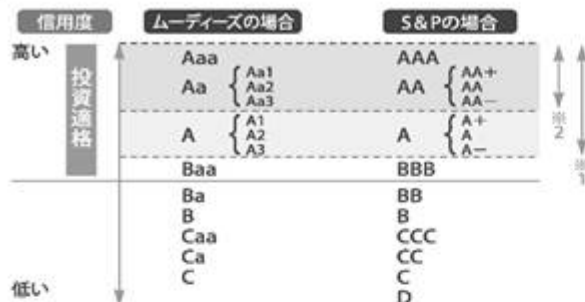 信用度 ムーディーズの場合 S&Pの場合
高い
投資適格
Aaa AAA
Aa { Aa1 Aa2 Aa3 AA { AA+ AA AA−
A { A1 A2 A3 A { A+ A A−
Baa BBB
※2
※1
Ba BB
B B
Caa CCC
Ca CC
C C
低い D